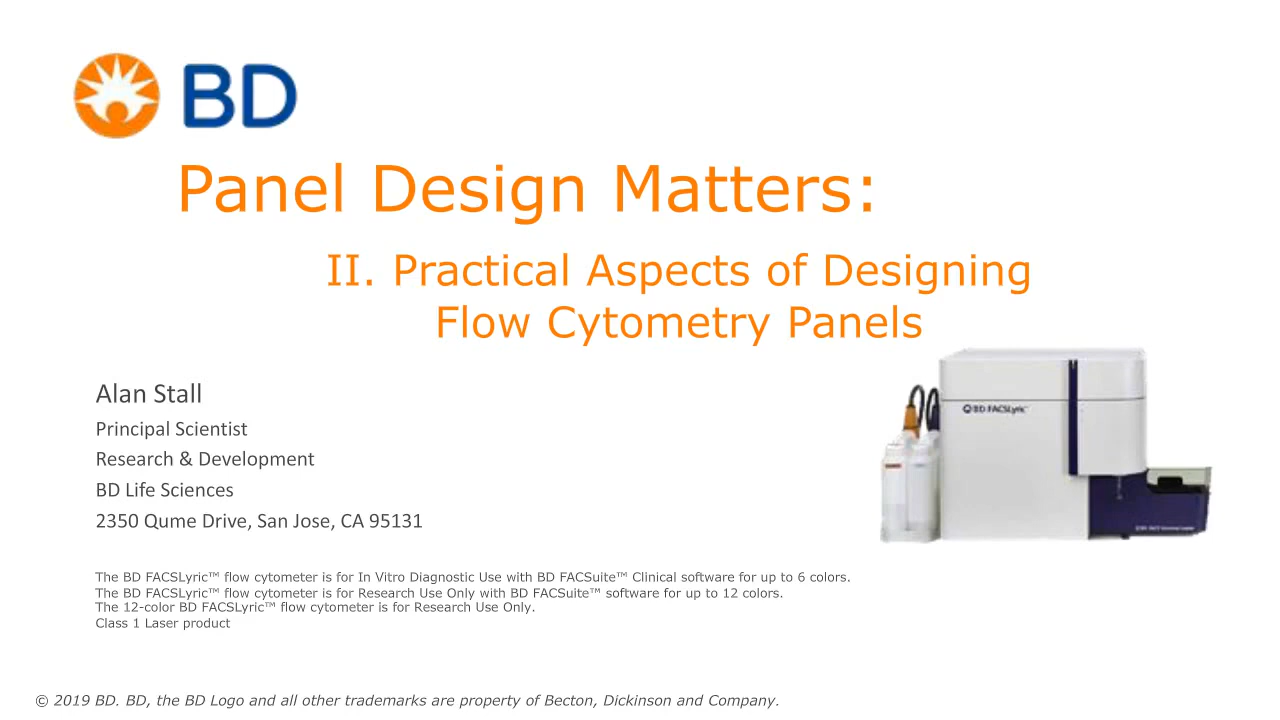 BD
Panel Design Matters:
II. Practical Aspects of Designing
Flow Cytometry Panels
BD FACSLyric™
Alan Stall
Principal Scientist
Research & Development
BD Life Sciences
2350 Qume Drive, San Jose, CA 95131
The BD FACSLyric™ flow cytometer is for In Vitro Diagnostic Use with BD FACSuite™ Clinical software for up to 6 colors.
The BD FACSLyric™ flow cytometer is for Research Use Only with BD FACSuite™ software for up to 12 colors.
The 12-color BD FACSLyric™ flow cytometer is for Research Use Only.
Class 1 Laser product
© 2019 BD. BD, the BD Logo and all other trademarks are property of Becton, Dickinson and Company.